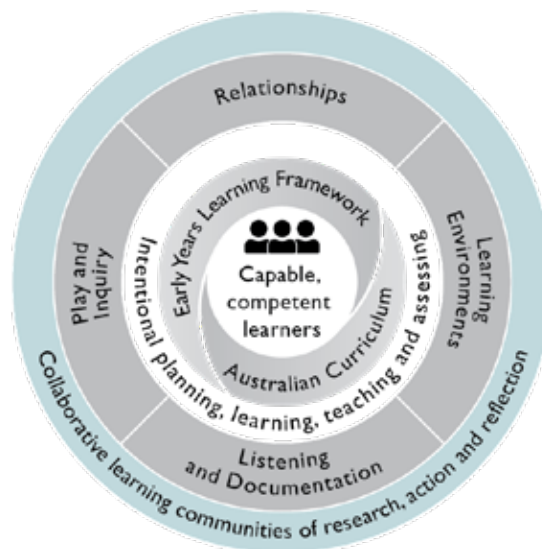 Relationships
Early Years Learning Framework
Capable,
competent
learners
Australian Curriculum
Intentional planning, learning, teaching and assessing
Play and
Inquiry
Learning
Environments
Listening
and Documentation
Collaborative learning communities of research, action and reflection